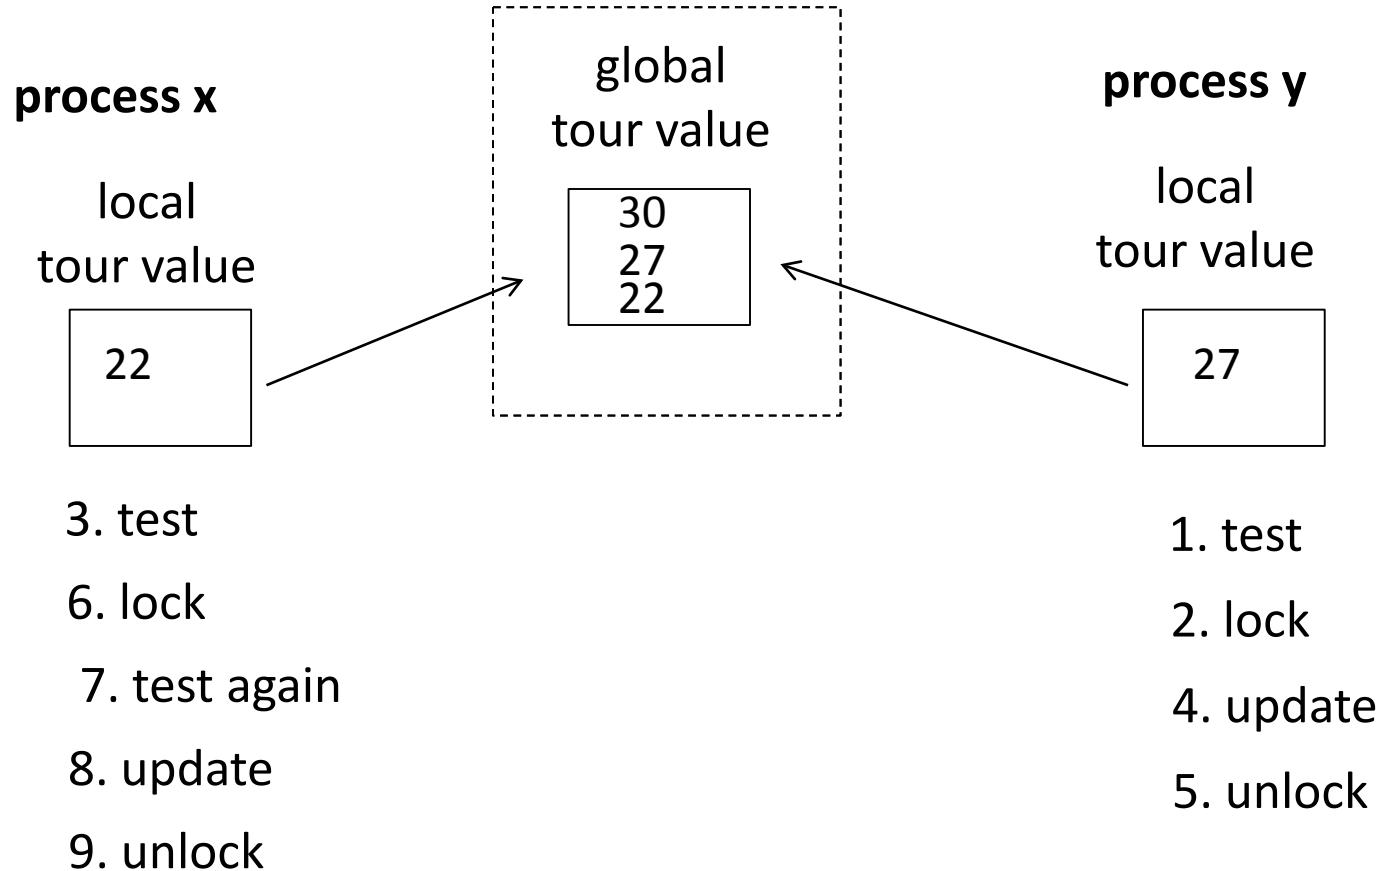 process x
local
tour value
22
3. test
6. lock
7. test again
8. update
9. unlock
global
tour value
30
27
22
process y
local
tour value
27
1. test
2. lock
4. update
5. unlock